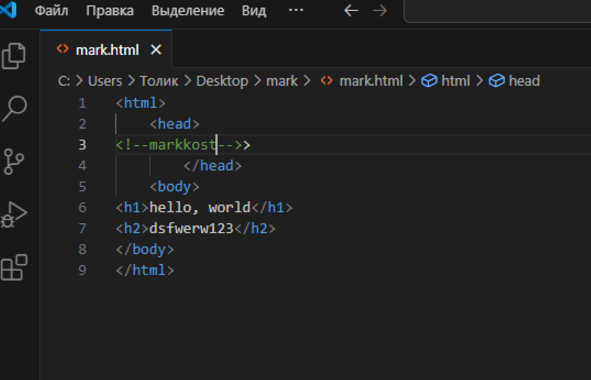 Файл Правка Выделение Вид ···
mark.html
C: > Users > Толик > Desktop > mark > mark.html > html > head
1 <html>
2 <head>
3 <!--markkost-->>
4 </head>
5 <body>
6 <h1>hello, world</h1>
7 <h2>dsfwerw123</h2>
8 </body>
9 </html>